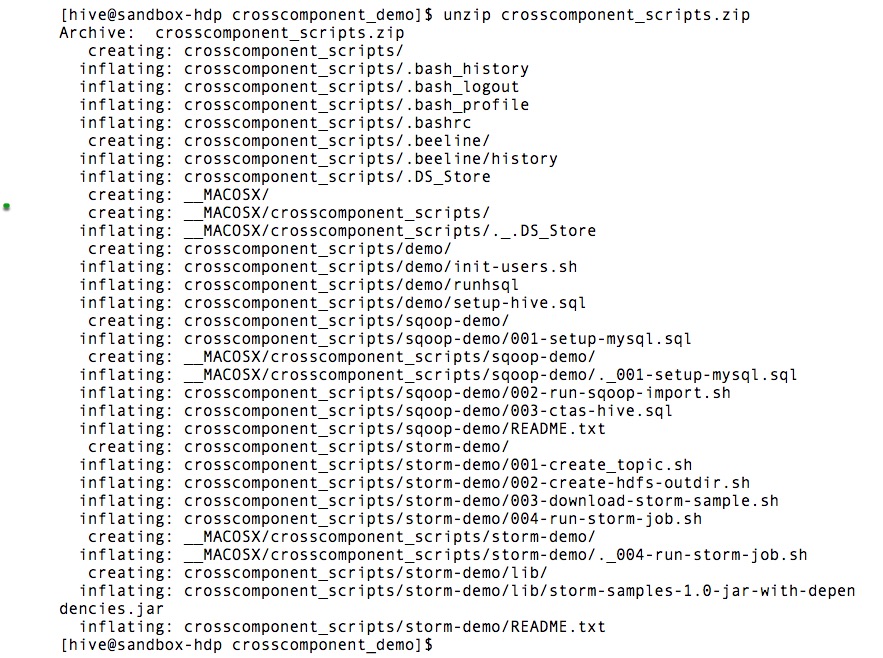 [hive@sandbox-hdp crosscomponent_demo]$ unzip crosscomponent_scripts.zip
Archive:  crosscomponent_scripts.zip
   creating: crosscomponent_scripts/
  inflating: crosscomponent_scripts/.bash_history
  inflating: crosscomponent_scripts/.bash_logout
  inflating: crosscomponent_scripts/.bash_profile
  inflating: crosscomponent_scripts/.bashrc
   creating: crosscomponent_scripts/.beeline/
  inflating: crosscomponent_scripts/.beeline/history
  inflating: crosscomponent_scripts/.DS_Store
   creating: __MACOSX/
   creating: __MACOSX/crosscomponent_scripts/
  inflating: __MACOSX/crosscomponent_scripts/._.DS_Store
   creating: crosscomponent_scripts/demo/
  inflating: crosscomponent_scripts/demo/init-users.sh
  inflating: crosscomponent_scripts/demo/runhsql
  inflating: crosscomponent_scripts/demo/setup-hive.sql
   creating: crosscomponent_scripts/sqoop-demo/
  inflating: crosscomponent_scripts/sqoop-demo/001-setup-mysql.sql
   creating: __MACOSX/crosscomponent_scripts/sqoop-demo/
  inflating: __MACOSX/crosscomponent_scripts/sqoop-demo/._001-setup-mysql.sql
  inflating: crosscomponent_scripts/sqoop-demo/002-run-sqoop-import.sh
  inflating: crosscomponent_scripts/sqoop-demo/003-ctas-hive.sql
  inflating: crosscomponent_scripts/sqoop-demo/README.txt
   creating: crosscomponent_scripts/storm-demo/
  inflating: crosscomponent_scripts/storm-demo/001-create_topic.sh
  inflating: crosscomponent_scripts/storm-demo/002-create-hdfs-outdir.sh
  inflating: crosscomponent_scripts/storm-demo/003-download-storm-sample.sh
  inflating: crosscomponent_scripts/storm-demo/004-run-storm-job.sh
   creating: __MACOSX/crosscomponent_scripts/storm-demo/
  inflating: __MACOSX/crosscomponent_scripts/storm-demo/._004-run-storm-job.sh
   creating: crosscomponent_scripts/storm-demo/lib/
  inflating: crosscomponent_scripts/storm-demo/lib/storm-samples-1.0-jar-with-depen
dencies.jar
  inflating: crosscomponent_scripts/storm-demo/README.txt
[hive@sandbox-hdp crosscomponent_demo]$